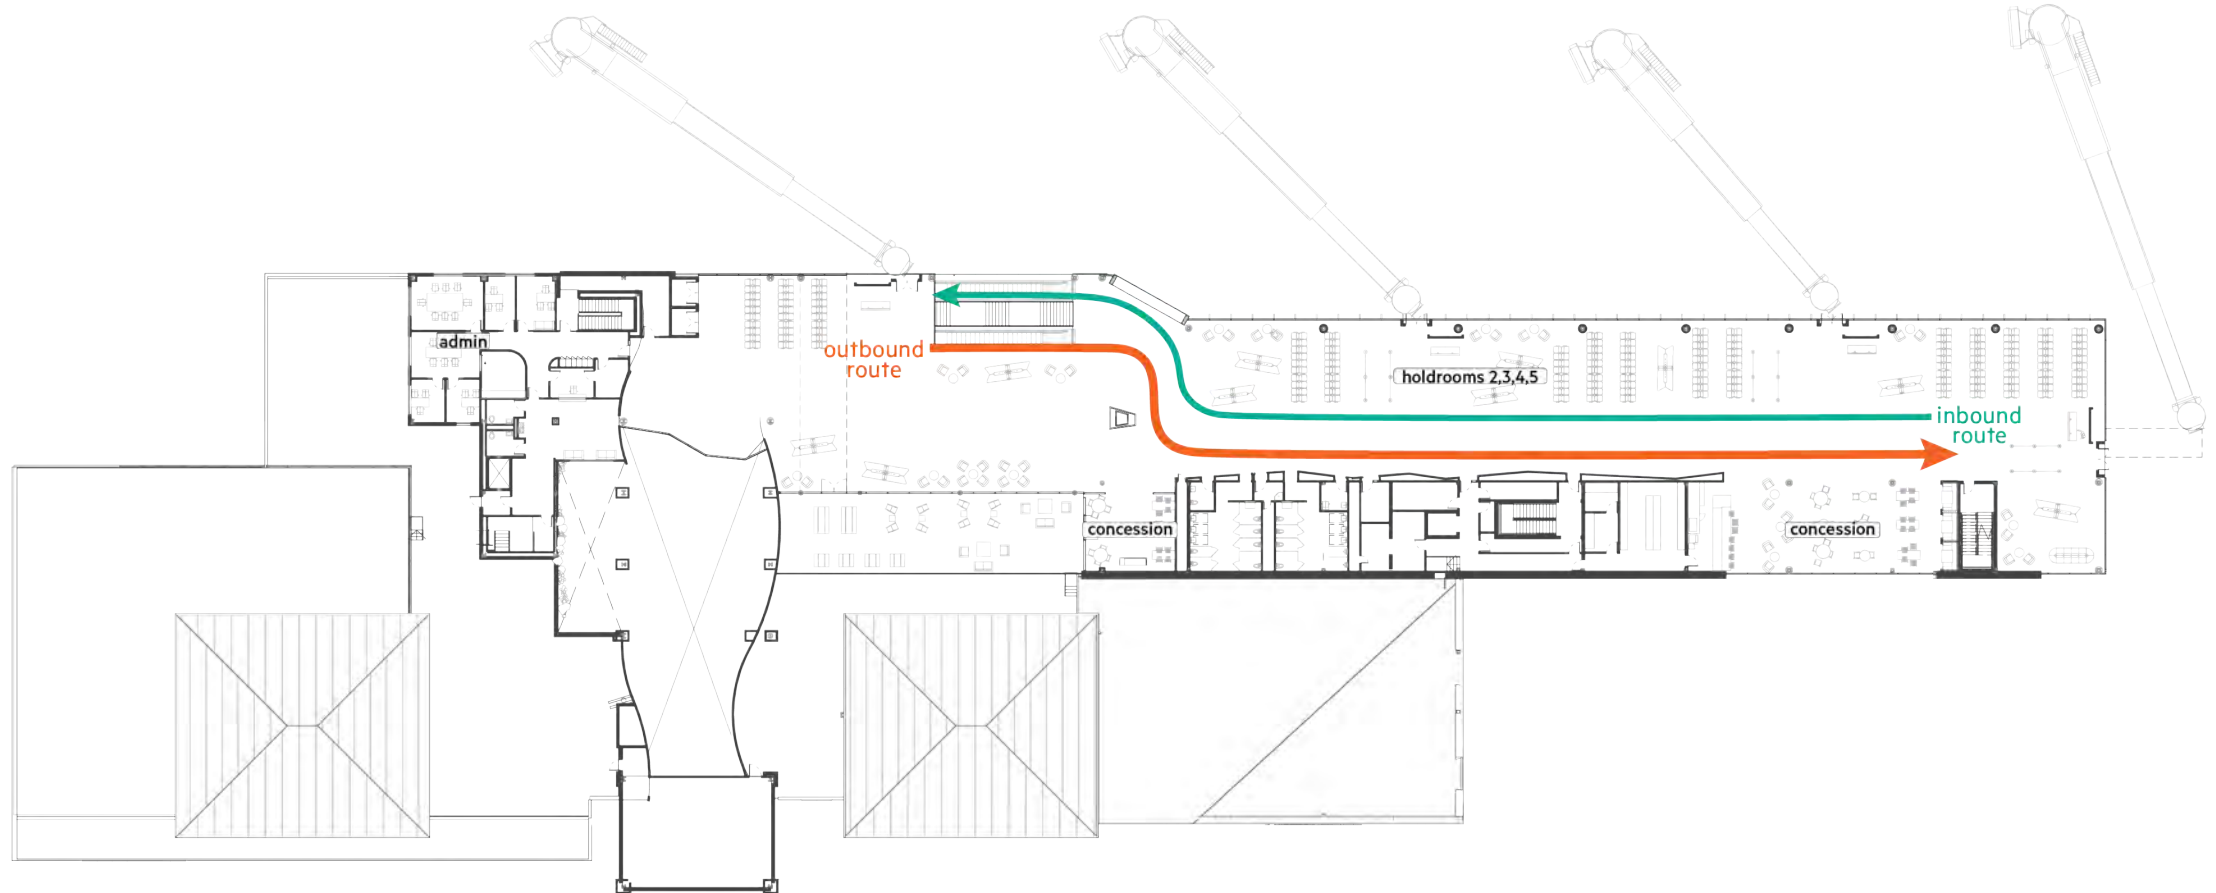 admin
outbound
route
holdrooms 2,3,4,5
inbound
route
concession
concession